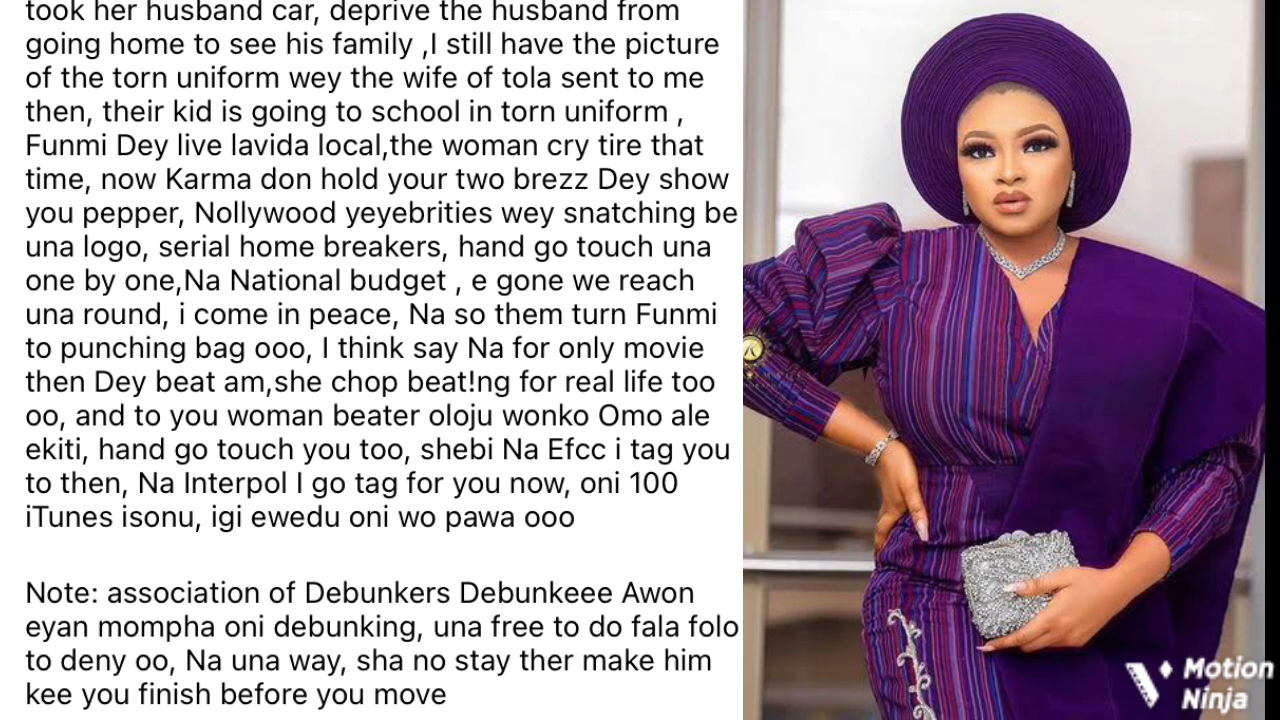 took her husband car, deprive the husband from
going home to see his family ,I still have the picture
of the torn uniform wey the wife of tola sent to me
then, their kid is going to school in torn uniform ,
Funmi Dey live lavida local,the woman cry tire that
time, now Karma don hold your two brezz Dey show
you pepper, Nollywood yeyebrities wey snatching be
una logo, serial home breakers, hand go touch una
one by one,Na National budget , e gone we reach
una round, i come in peace, Na so them turn Funmi
to punching bag ooo, I think say Na for only movie
then Dey beat am,she chop beat!ng for real life too
oo, and to you woman beater oloju wonko Omo ale
ekiti, hand go touch you too, shebi Na Efcc i tag you
to then, Na Interpol I go tag for you now, oni 100
iTunes isonu, igi ewedu oni wo pawa ooo
Note: association of Debunkers Debunkeee Awon
eyan mompha oni debunking, una free to do fala folo
to deny oo, Na una way, sha no stay ther make him
kee you finish before you move
Motion
Ninja